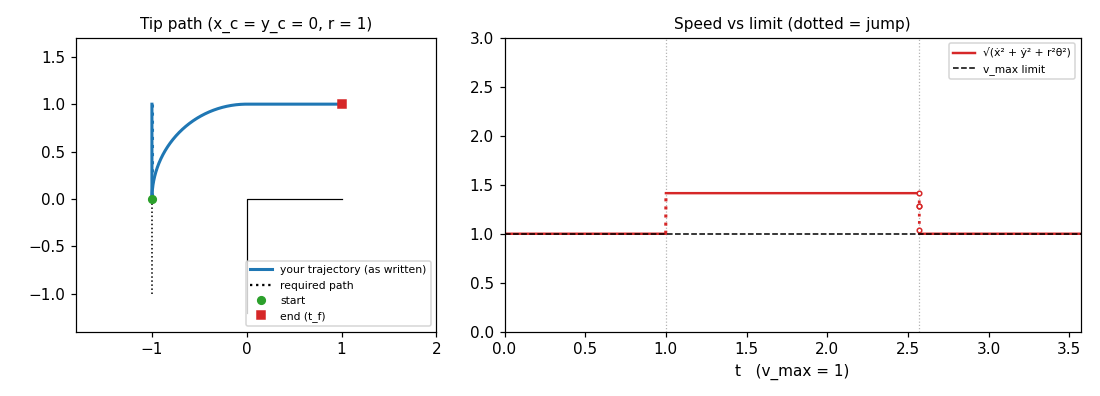 Tip path (x_c = y_c = 0, r = 1)
1.5
1.0
0.5
0.0
−0.5
−1.0
−1
0
1
2
your trajectory (as written)
required path
start
end (t_f)
Speed vs limit (dotted = jump)
3.0
2.5
2.0
1.5
1.0
0.5
0.0
0.0
0.5
1.0
1.5
2.0
2.5
3.0
3.5
√(ẋ² + ẏ² + r²θ̇²)
v_max limit
t   (v_max = 1)